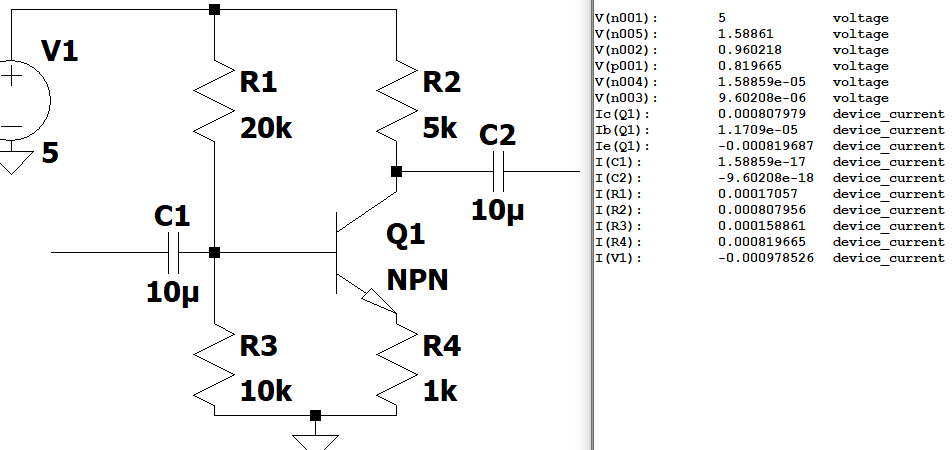 V1
5
R1
20k
R2
5k
C2
10µ
C1
10µ
Q1
NPN
R3
10k
R4
1k
V(n001): 5 voltage
V(n005): 1.58861 voltage
V(n002): 0.960218 voltage
V(p001): 0.819665 voltage
V(n004): 1.58859e-05 voltage
V(n003): 9.60208e-06 voltage
Ic(Q1): 0.000807979 device_current
Ib(Q1): 1.1709e-05 device_current
Ie(Q1): -0.000819687 device_current
I(C1): 1.58859e-17 device_current
I(C2): -9.60208e-18 device_current
I(R1): 0.00017057 device_current
I(R2): 0.000807956 device_current
I(R3): 0.000158861 device_current
I(R4): 0.000819665 device_current
I(V1): -0.000978526 device_current